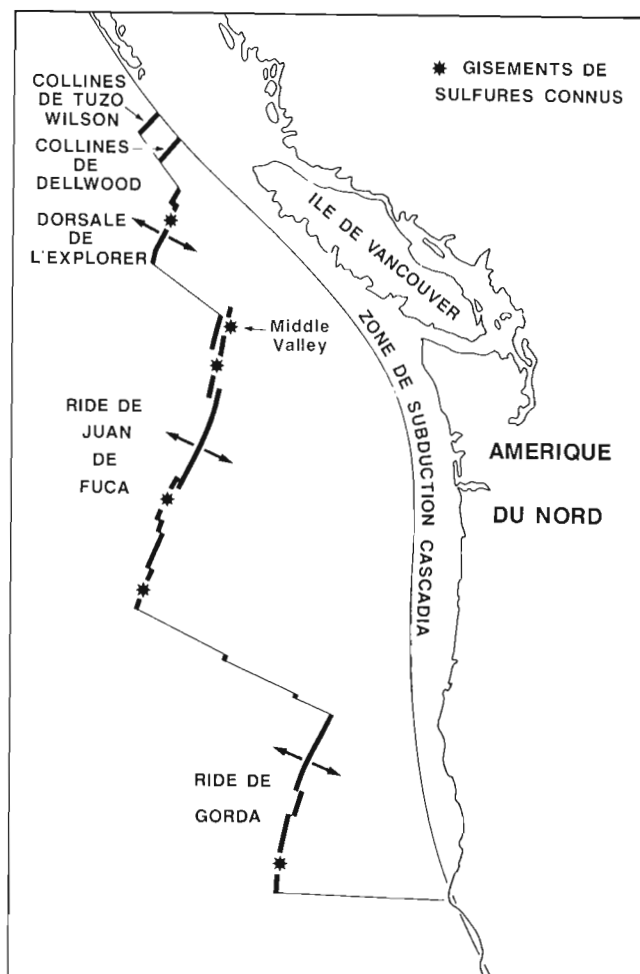 COLLINES
DE TUZO
WILSON
COLLINES
DE
DELLWOOD
DORSALE
DE
L'EXPLORER
GISEMENTS DE
SULFURES CONNUS
ILE DE VANCOUVER
Middle
Valley
ZONE DE SUBDUCTION CASCADIA
RIDE DE
JUAN
DE
FUCA
AMÉRIQUE
DU NORD
RIDE DE
GORDA